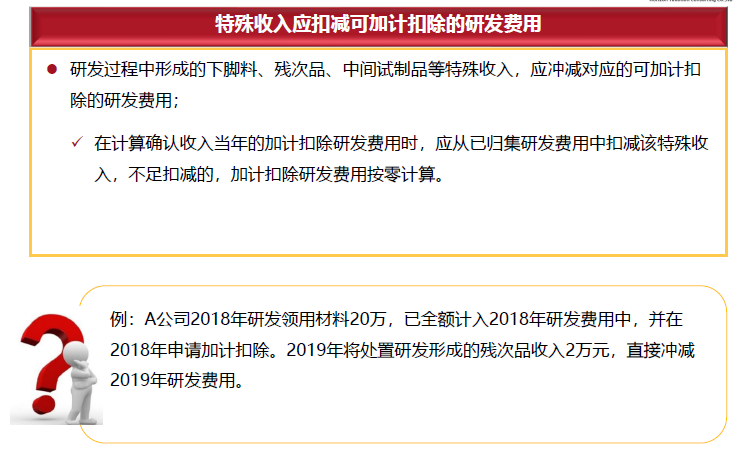 特殊收入应扣减可加计扣除的研发费用
研发过程中形成的下脚料、残次品、中间试制品等特殊收入，应冲减对应的可加计扣
除的研发费用；
在计算确认收入当年的加计扣除研发费用时，应从已归集研发费用中扣减该特殊收
入，不足扣减的，加计扣除研发费用按零计算。
例：A公司2018年研发领用材料20万，已全额计入2018年研发费用中，并在
2018年申请加计扣除。2019年将处置研发形成的残次品收入2万元，直接冲减
2019年研发费用。